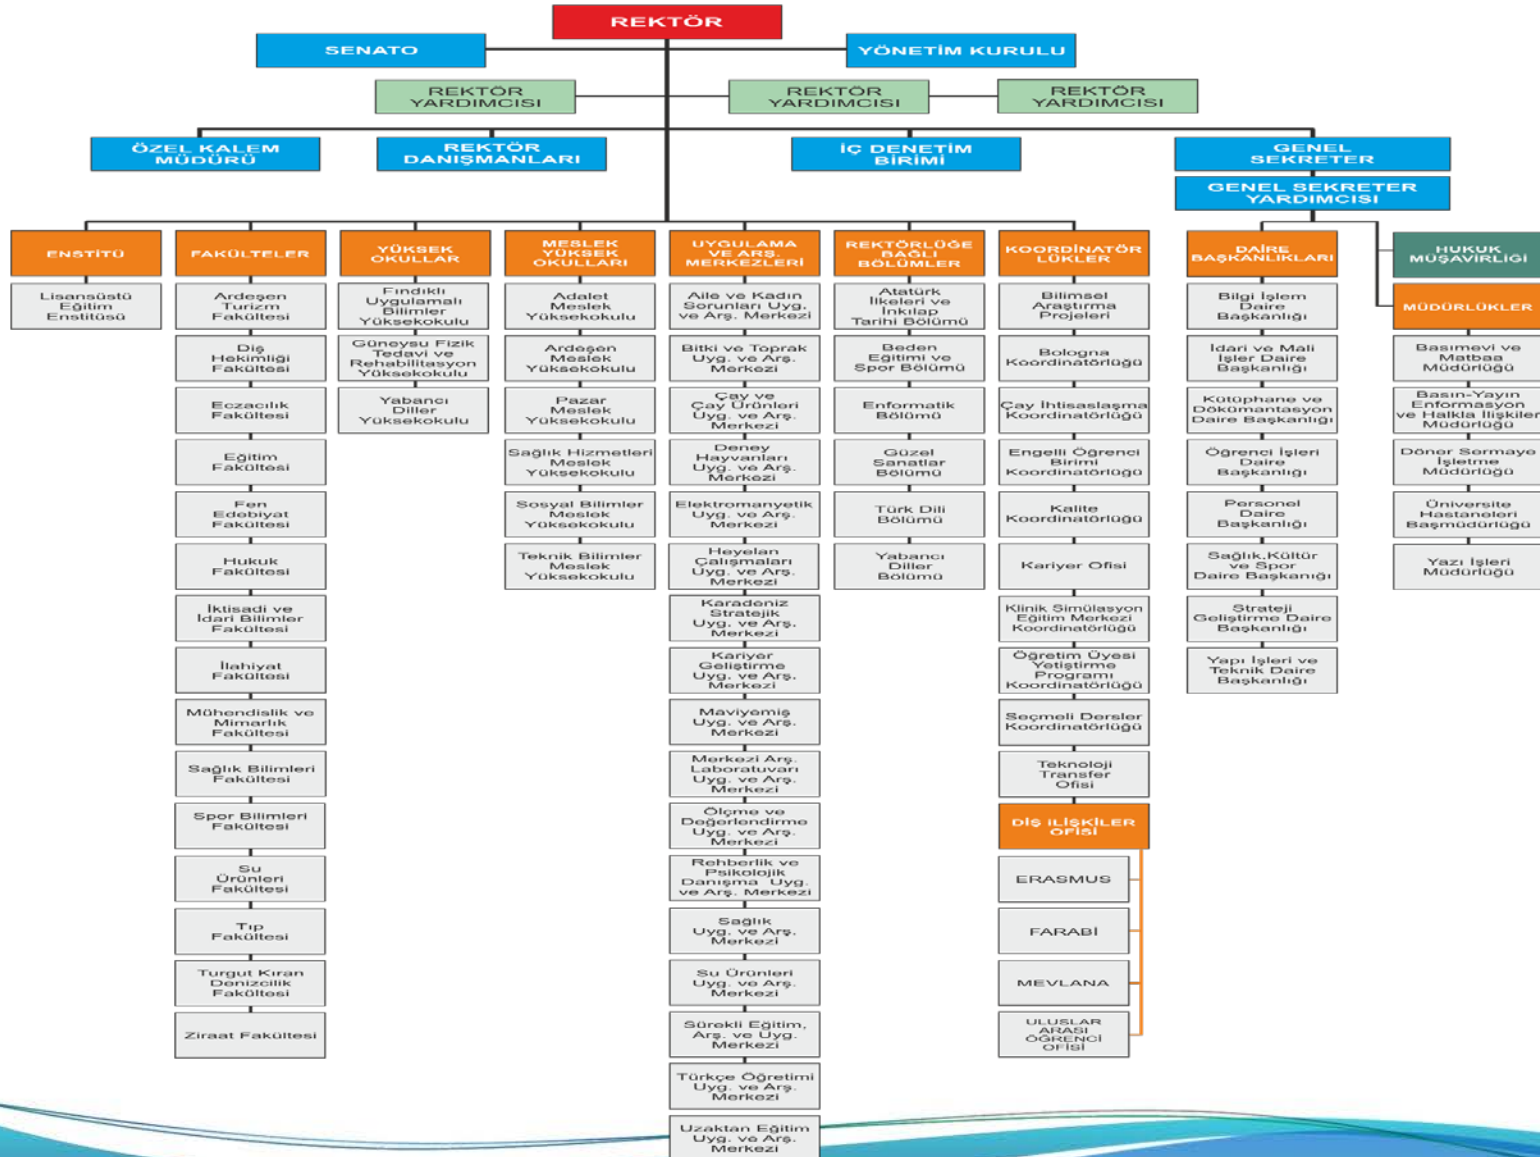 REKTÖR
SENATO
YÖNETİM KURULU
REKTÖR
YARDIMCISI
REKTÖR
YARDIMCISI
REKTÖR
YARDIMCISI
ÖZEL KALEM
MÜDÜRÜ
REKTÖR
DANIŞMANLARI
İÇ DENETİM
BİRİMİ
GENEL
SEKRETER
GENEL SEKRETER
YARDIMCISI
ENSTİTÜ
Lisansüstü
Eğitim
Enstitüsü
FAKÜLTELER
Ardeşen
Turizm
Fakültesi
Diş
Hekimliği
Fakültesi
Eczacılık
Fakültesi
Eğitim
Fakültesi
Fen
Edebiyat
Fakültesi
Hukuk
Fakültesi
İktisadi ve
İdari Bilimler
Fakültesi
İlahiyat
Fakültesi
Mühendislik ve
Mimarlık
Fakültesi
Sağlık Bilimleri
Fakültesi
Spor Bilimleri
Fakültesi
Su
Ürünleri
Fakültesi
Tıp
Fakültesi
Turgut Kıran
Denizcilik
Fakültesi
Ziraat Fakültesi
YÜKSEK
OKULLAR
Fındıklı
Uygulamalı
Bilimler
Yüksekokulu
Güneysu Fizik
Tedavi ve
Rehabilitasyon
Yüksekokulu
Yabancı
Diller
Yüksekokulu
MESLEK
YÜKSEK
OKULLARI
Adalet
Meslek
Yüksekokulu
Ardeşen
Meslek
Yüksekokulu
Pazar
Meslek
Yüksekokulu
Sağlık Hizmetleri
Meslek
Yüksekokulu
Sosyal Bilimler
Meslek
Yüksekokulu
Teknik Bilimler
Meslek
Yüksekokulu
UYGULAMA
VE ARŞ.
MERKEZLERİ
Aile ve Kadın
Sorunları Uyg.
ve Arş. Merkezi
Bitki ve Toprak
Uyg. ve Arş.
Merkezi
Çay ve
Çay Ürünleri
Uyg. ve Arş.
Merkezi
Deney
Hayvanları
Uyg. ve Arş.
Merkezi
Elektromanyetik
Uyg. ve Arş.
Merkezi
Heyelan
Çalışmaları
Uyg. ve Arş.
Merkezi
Karadeniz
Stratejik
Uyg. ve Arş.
Merkezi
Kariyer
Geliştirme
Uyg. ve Arş.
Merkezi
Maviyemiş
Uyg. ve Arş.
Merkezi
Merkezi Arş.
Laboratuvarı
Uyg. ve Arş.
Merkezi
Ölçme ve
Değerlendirme
Uyg. ve Arş.
Merkezi
Rehberlik ve
Psikolojik
Danışma Uyg.
ve Arş. Merkezi
Sağlık
Uyg. ve Arş.
Merkezi
Su Ürünleri
Uyg. ve Arş.
Merkezi
Sürekli Eğitim,
Arş. ve Uyg.
Merkezi
Türkçe Öğretimi
Uyg. ve Arş.
Merkezi
Uzaktan Eğitim
Uyg. ve Arş.
Merkezi
REKTÖRLÜĞE
BAĞLI
BÖLÜMLER
Atatürk
İlkeleri ve
İnkılap
Tarihi Bölümü
Beden
Eğitimi ve
Spor Bölümü
Enformatik
Bölümü
Güzel
Sanatlar
Bölümü
Türk Dili
Bölümü
Yabancı
Diller
Bölümü
KOORDİNATÖR
LÜKLER
Bilimsel
Araştırma
Projeleri
Bologna
Koordinatörlüğü
Çay İhtisaslaşma
Koordinatörlüğü
Engelli Öğrenci
Birimi
Koordinatörlüğü
Kalite
Koordinatörlüğü
Kariyer Ofisi
Klinik Simülasyon
Eğitim Merkezi
Koordinatörlüğü
Öğretim Üyesi
Yetiştirme
Programı
Koordinatörlüğü
Seçmeli Dersler
Koordinatörlüğü
Teknoloji
Transfer
Ofisi
DIŞ İLİŞKİLER
OFİSİ
ERASMUS
FARABİ
MEVLANA
ULUSLAR
ARASI
ÖĞRENCİ
OFİSİ
DAİRE
BAŞKANLIKLARI
Bilgi İşlem
Daire
Başkanlığı
İdari ve Mali
İşler Daire
Başkanlığı
Kütüphane ve
Dökümantasyon
Daire Başkanlığı
Öğrenci İşleri
Daire
Başkanlığı
Personel
Daire
Başkanlığı
Sağlık,Kültür
ve Spor
Daire Başkanığı
Strateji
Geliştirme Daire
Başkanlığı
Yapı İşleri ve
Teknik Daire
Başkanlığı
HUKUK
MÜŞAVİRLİĞİ
MÜDÜRLÜKLER
Basımevi ve
Matbaa
Müdürlüğü
Basın-Yayın
Enformasyon
ve Halkla İlişkiler
Müdürlüğü
Döner Sermaye
İşletme
Müdürlüğü
Üniversite
Hastaneleri
Başmüdürlüğü
Yazı İşleri
Müdürlüğü